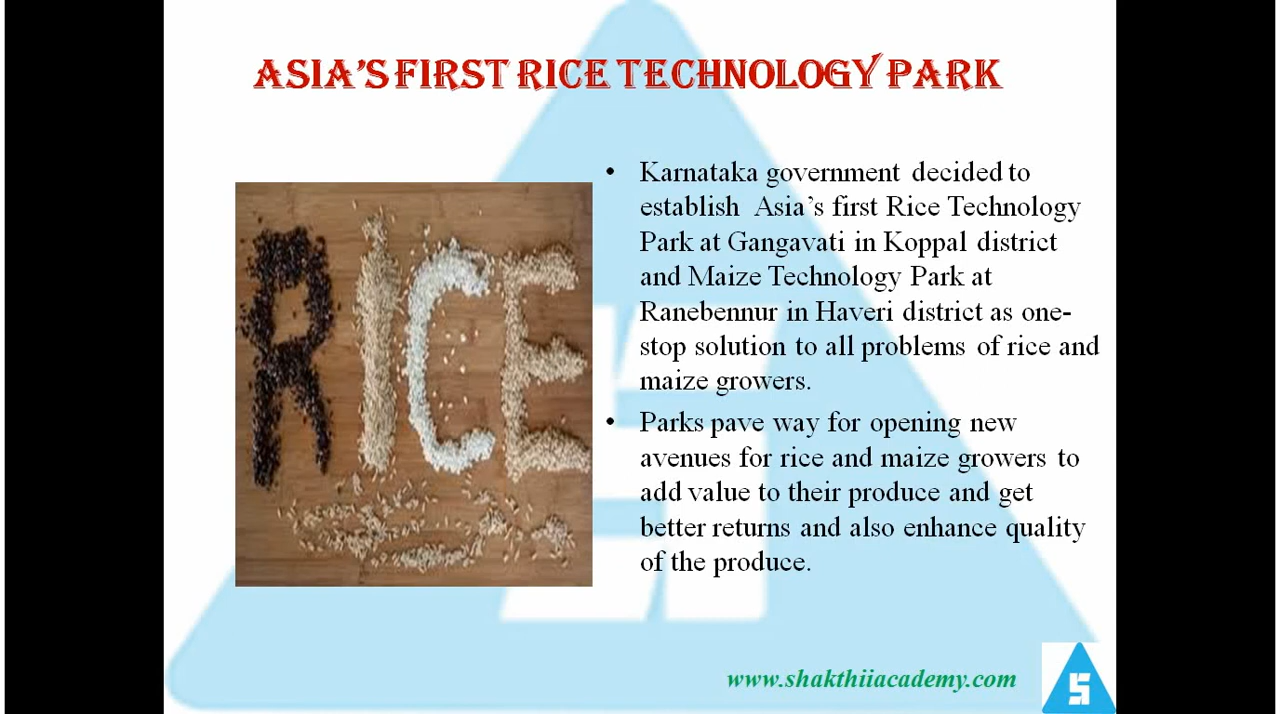 ASIA'S FIRST RICE TECHNOLOGY PARK
RICE
• Karnataka government decided to
establish Asia's first Rice Technology
Park at Gangavati in Koppal district
and Maize Technology Park at
Ranebennur in Haveri district as one-
stop solution to all problems of rice and
maize growers.
• Parks pave way for opening new
avenues for rice and maize growers to
add value to their produce and get
better returns and also enhance quality
of the produce.
www.shakthiiacademy.com
S